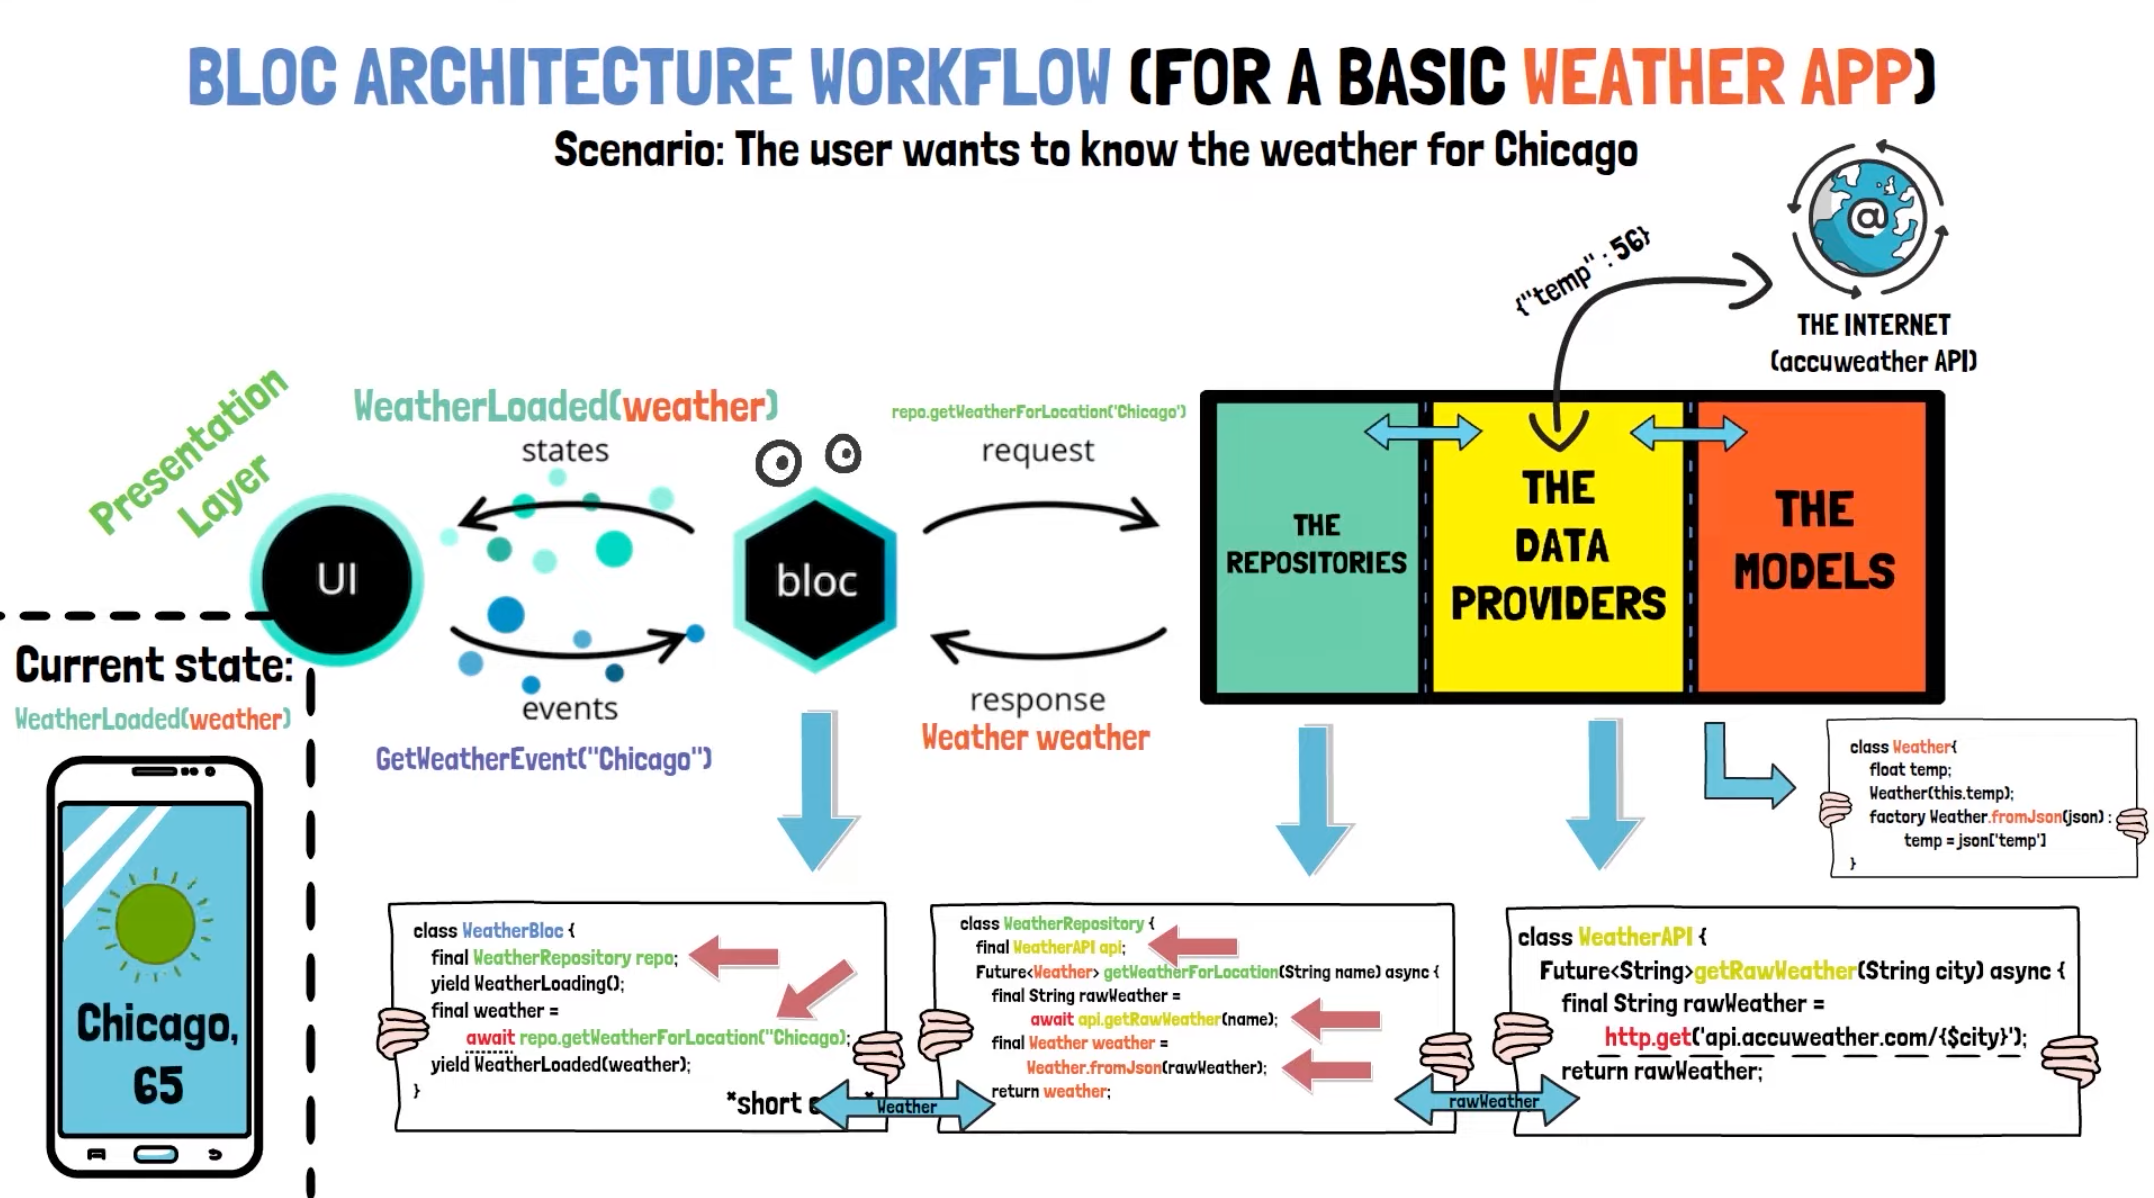 BLOC ARCHITECTURE WORKFLOW (FOR A BASIC WEATHER APP)
Scenario: The user wants to know the weather for Chicago
@
{"temp" : 56}
THE INTERNET
(accuweather API)
Presentation
Layer
WeatherLoaded(weather)
states
repo.getWeatherForLocation('Chicago')
request
UI
bloc
THE
REPOSITORIES
THE
DATA
PROVIDERS
THE
MODELS
events
GetWeatherEvent("Chicago")
response
Weather weather
Current state:
WeatherLoaded(weather)
Chicago,
65
class Weather{
float temp;
Weather(this.temp);
factory Weather.fromJson(json) :
temp = json['temp']
}
class WeatherBloc {
final WeatherRepository repo;
yield WeatherLoading();
final weather =
await repo.getWeatherForLocation("Chicago);
yield WeatherLoaded(weather);
}
*short
Weather
class WeatherRepository {
final WeatherAPI api;
Future<Weather> getWeatherForLocation(String name) async {
final String rawWeather =
await api.getRawWeather(name);
final Weather weather =
Weather.fromJson(rawWeather);
return weather;
rawWeather
class WeatherAPI {
Future<String>getRawWeather(String city) async {
final String rawWeather =
http.get('api.accuweather.com/{$city}');
return rawWeather;